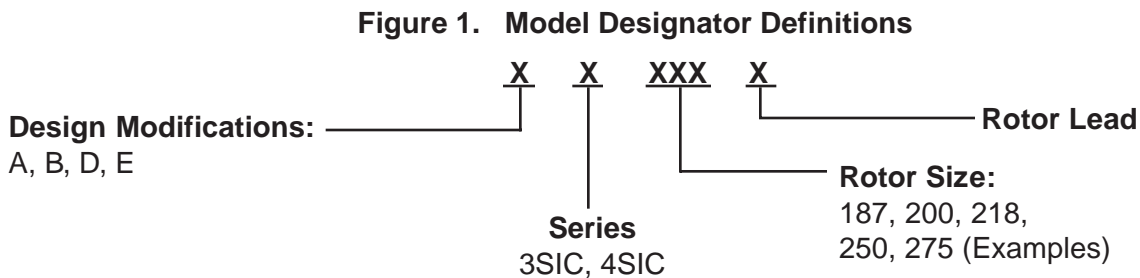 Figure 1. Model Designator Definitions
X X XXX X
Design Modifications:
A, B, D, E
Rotor Lead
Rotor Size:
187, 200, 218,
250, 275 (Examples)
Series
3SIC, 4SIC